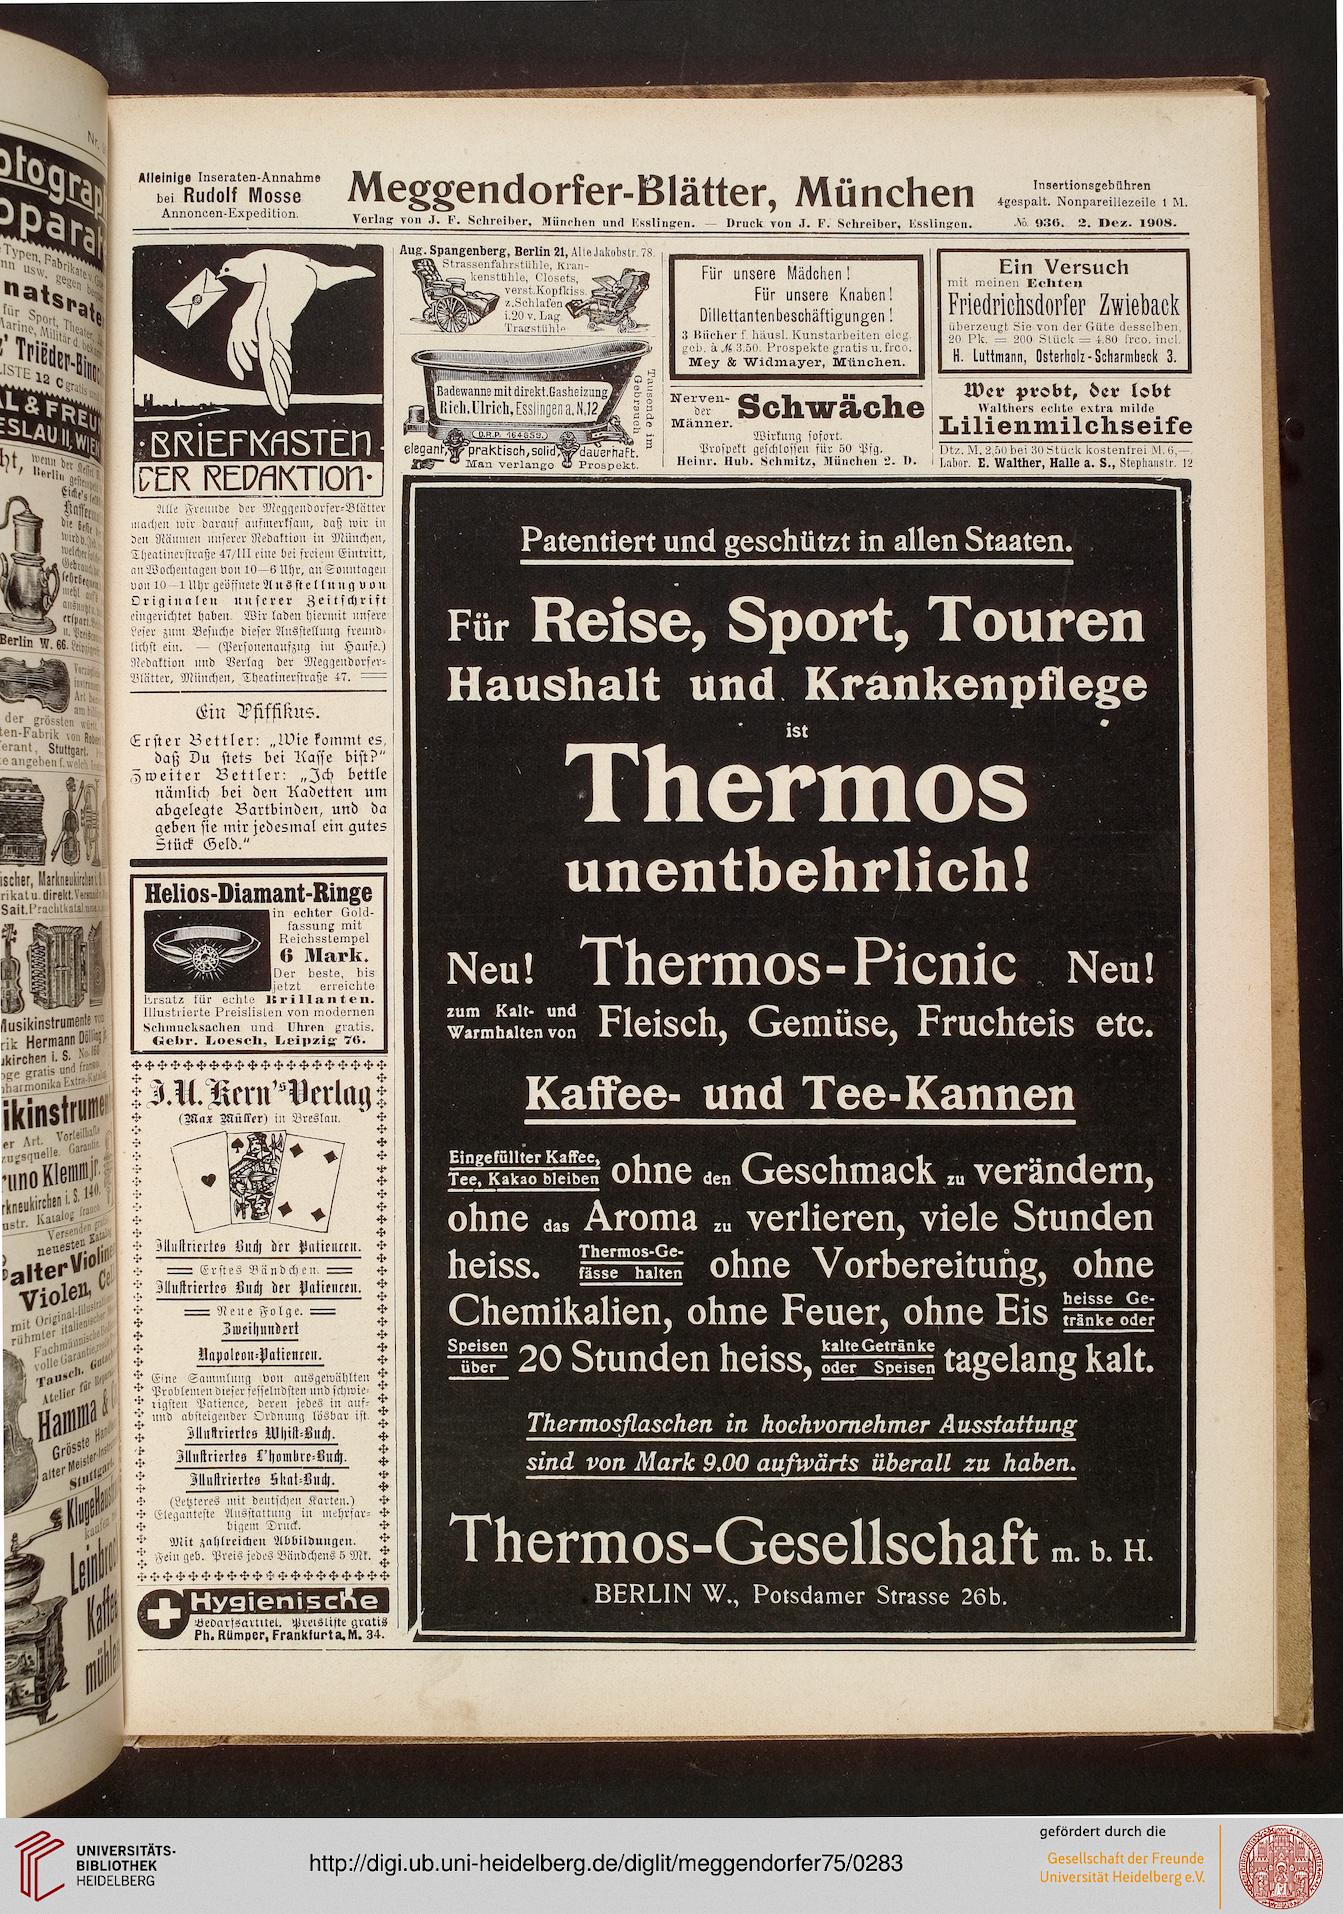 Alleinige Inseraten-Annahme
bei Rudolf Mosse
Annoncen-Expedition.
Meggendorfer-Blätter, München
Verlag von J. F. Schreiber, München und Esslingen. — Druck von J. F. Schreiber, Esslingen.
Insertionsgebühren
4gespalt. Nonpareillezeile 1 M.
No. 936. 2. Dez. 1908.
BRIEFKASTEN
DER REDAKTION
Alle Freunde der Meggendorfer-Blätter
machen wir darauf aufmerksam, daß wir in
den Räumen unserer Redaktion in München,
Theatinerstraße 47/III eine bei freiem Eintritt,
an Wochentagen von 10—6 Uhr, an Sonntagen
von 10—1 Uhr geöffnete Ausstellung von
Originalen unserer Zeitschrift
eingerichtet haben. Wir laden hiermit unsere
Leser zum Besuche dieser Ausstellung freund-
lichst ein. — (Personenaufzug im Hause.)
Redaktion und Verlag der Meggendorfer-
Blätter, München, Theatinerstraße 47.
Ein Pfiffikus.
Erster Bettler: „Wie kommt es,
daß Du stets bei Kasse bist?“
Zweiter Bettler: „Ich bettle
nämlich bei den Kadetten um
abgelegte Bartbinden, und da
geben sie mir jedesmal ein gutes
Stück Geld.“
Helios-Diamant-Ringe
in echter Gold-
fassung mit
Reichsstempel
6 Mark.
Der beste, bis
jetzt erreichte
Ersatz für echte Brillanten.
Illustrierte Preislisten von modernen
Schmucksachen und Uhren gratis.
Gebr. Loesch, Leipzig 76.
J. U. Kern's Verlag
(Max Müller) in Breslau.
Illustriertes Buch der Patiencen.
Erstes Bändchen.
Illustriertes Buch der Patiencen.
Neue Folge.
Zweihundert
Napoleon-Patiencen.
Eine Sammlung von ausgewählten
Problemen dieser fesselndsten und schwie-
rigsten Patience, deren jedes in auf-
und absteigender Ordnung lösbar ist.
Illustriertes Whist-Buch.
Illustriertes L'hombre-Buch.
Illustriertes Skat-Buch.
(Letzteres mit deutschen Karten.)
Eleganteste Ausstattung in mehrfar-
bigem Druck.
Mit zahlreichen Abbildungen.
Fein geb. Preis jedes Bändchens 5 Mk.
Hygienische
Bedarfsartikel. Preisliste gratis
Ph. Rümper, Frankfurt a. M. 34.
Aug. Spangenberg, Berlin 21, Alte Jakobstr. 78.
Strassenfahrstühle, Kran-
kenstühle, Closets,
verst. Kopfkiss.
z. Schlafen
i. 20 v. Lag.
Tragstühle
Badewanne mit direkt. Gasheizung
Rich. Ulrich, Esslingen a. N. 12
D.R.P. 164659.
Tausende im
Gebrauch
elegant, praktisch, solid, dauerhaft.
Man verlange Prospekt.
Für unsere Mädchen!
Für unsere Knaben!
Dillettantenbeschäftigungen!
3 Bücher f. häusl. Kunstarbeiten eleg.
geb. à M. 3.50. Prospekte gratis u. frco.
Mey & Widmayer, München.
Nerven-
der
Männer.
Schwäche
Wirkung sofort.
Prospekt geschlossen für 50 Pfg.
Heinr. Hub. Schmitz, München 2. D.
Ein Versuch
mit meinen Echten
Friedrichsdorfer Zwieback
überzeugt Sie von der Güte desselben,
20 Pk. = 200 Stück = 4.80 frco. incl.
H. Luttmann, Osterholz-Scharmbeck 3.
Wer probt, der lobt
Walthers echte extra milde
Lilienmilchseife
Dtz. M. 2,50 bei 30 Stück kostenfrei M. 6,—
Labor. E. Walther, Halle a. S., Stephanstr. 12
Patentiert und geschützt in allen Staaten.
Für Reise, Sport, Touren
Haushalt und Krankenpflege
ist
Thermos
unentbehrlich!
Neu! Thermos-Picnic Neu!
zum Kalt- und
Warmhalten von Fleisch, Gemüse, Fruchteis etc.
Kaffee- und Tee-Kannen
Eingefüllter Kaffee,
Tee, Kakao bleiben ohne den Geschmack zu verändern,
ohne das Aroma zu verlieren, viele Stunden
heiss. Thermos-Ge-
fässe halten ohne Vorbereitung, ohne
Chemikalien, ohne Feuer, ohne Eis heisse Ge-
tränke oder
Speisen
über 20 Stunden heiss, kalte Getränke
oder Speisen tagelang kalt.
Thermosflaschen in hochvornehmer Ausstattung
sind von Mark 9.00 aufwärts überall zu haben.
Thermos-Gesellschaft m. b. H.
BERLIN W., Potsdamer Strasse 26b.
UNIVERSITÄTS-
BIBLIOTHEK
HEIDELBERG
http://digi.ub.uni-heidelberg.de/diglit/meggendorfer75/0283
gefördert durch die
Gesellschaft der Freunde
Universität Heidelberg e.V.